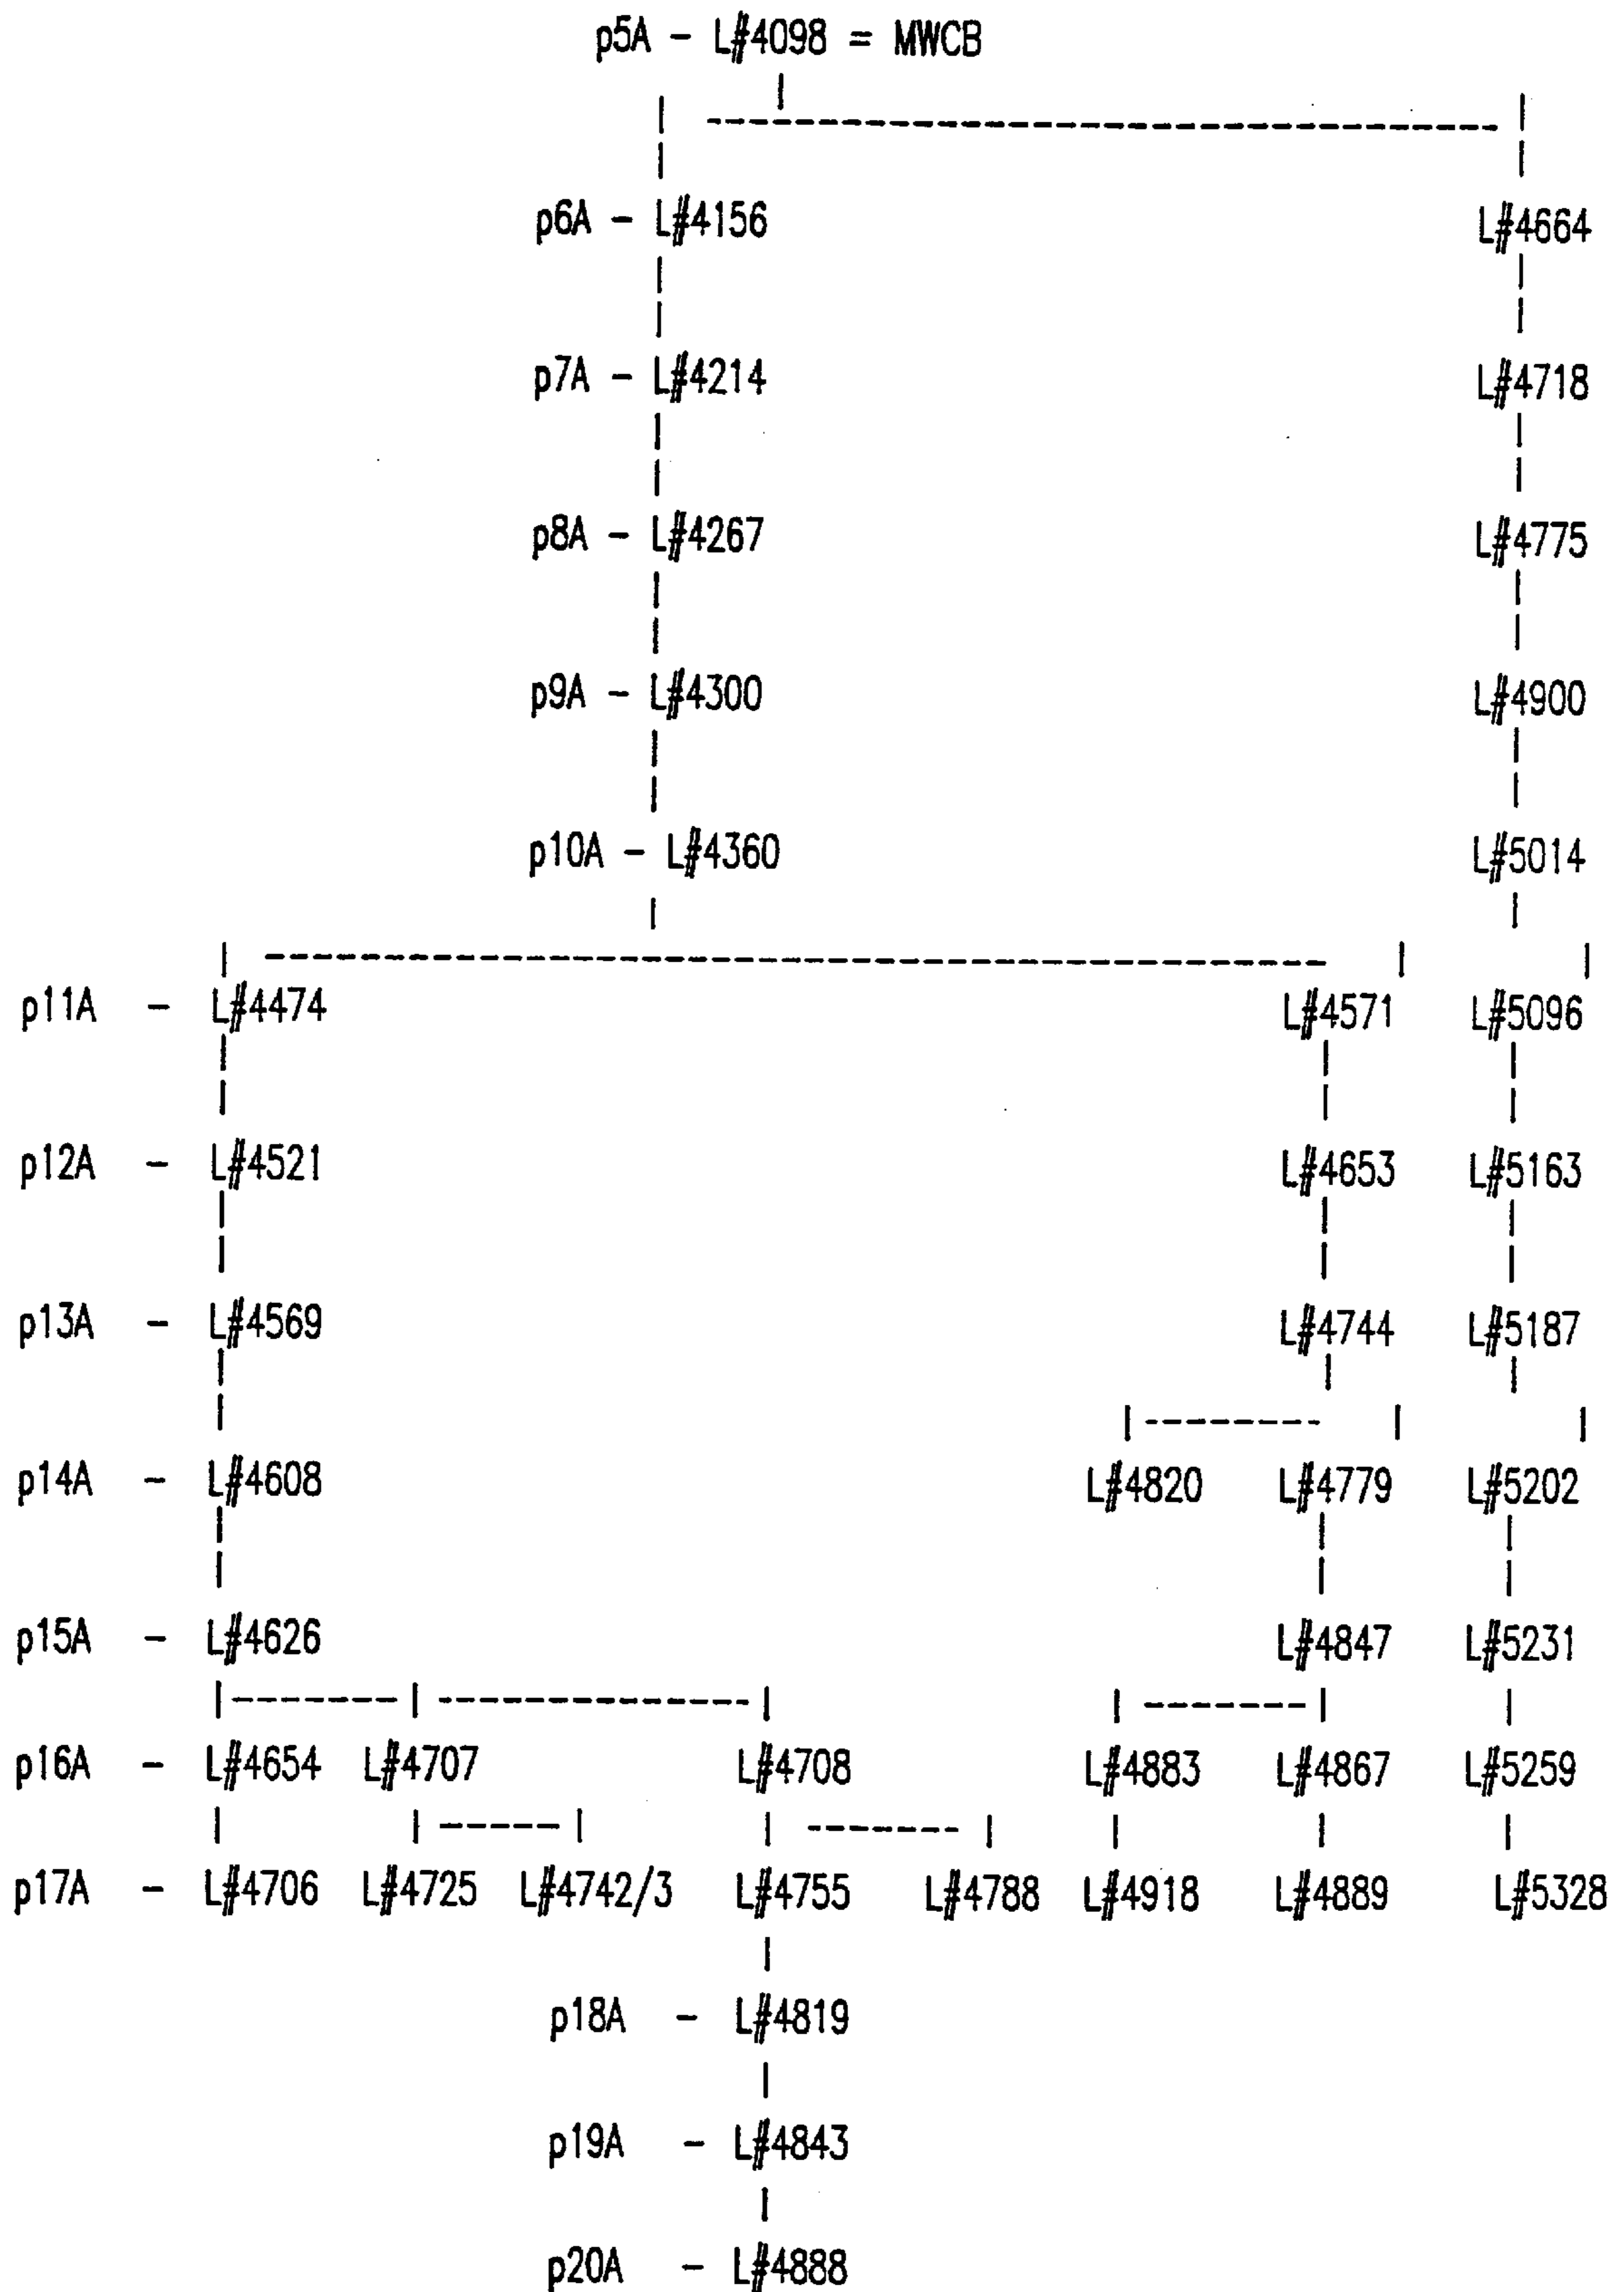 p5A - L#4098 = MWCB
p6A - L#4156 L#4664
p7A - L#4214 L#4718
p8A - L#4267 L#4775
p9A - L#4300 L#4900
p10A - L#4360 L#5014
p11A - L#4474 L#4571 L#5096
p12A - L#4521 L#4653 L#5163
p13A - L#4569 L#4744 L#5187
p14A - L#4608 L#4820 L#4779 L#5202
p15A - L#4626 L#4847 L#5231
p16A - L#4654 L#4707 L#4708 L#4883 L#4867 L#5259
p17A - L#4706 L#4725 L#4742/3 L#4755 L#4788 L#4918 L#4889 L#5328
p18A - L#4819
p19A - L#4843
p20A - L#4888